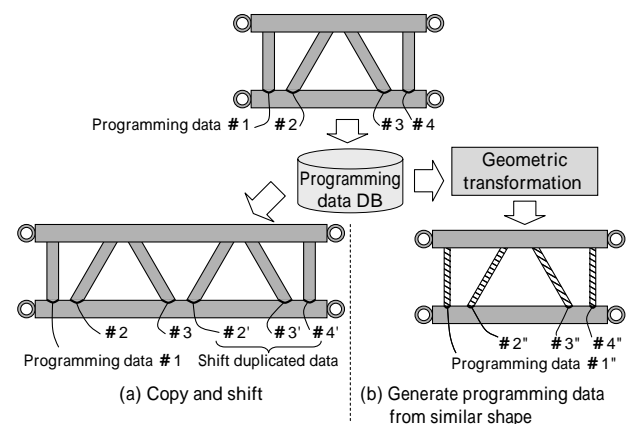 Programming data #1 #2 #3 #4
Programming
data DB
Geometric
transformation
#2 #3 #2' #3' #4'
Programming data #1 Shift duplicated data
#2" #3" #4"
Programming data #1"
(a) Copy and shift
(b) Generate programming data
from similar shape